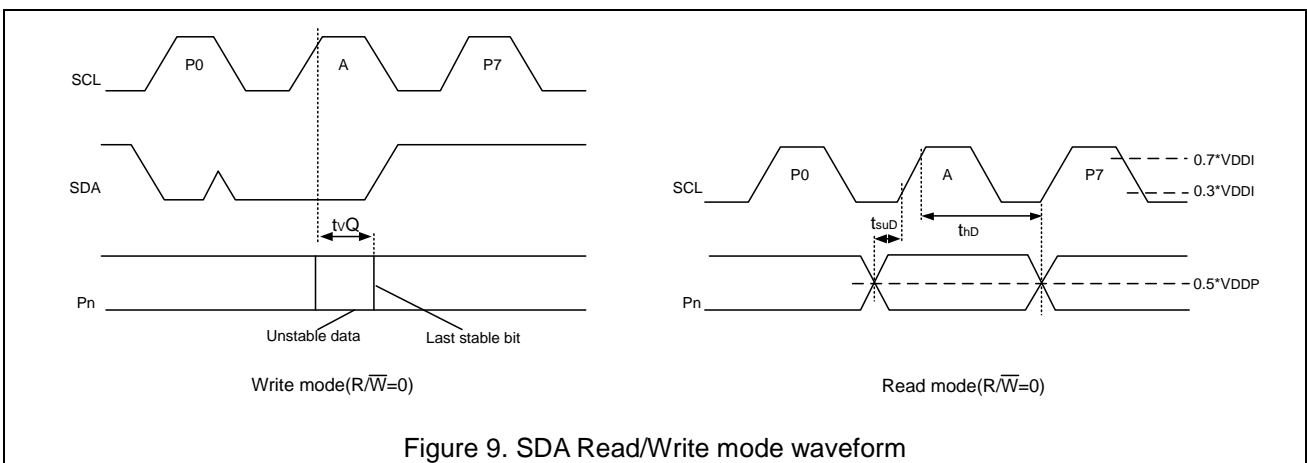 SCL
P0
A
P7
SDA
tVQ
Pn
Unstable data
Last stable bit
Write mode(R/W̅=0)
SCL
P0
A
P7
0.7*VDDI
0.3*VDDI
tsuD
thD
Pn
0.5*VDDP
Read mode(R/W̅=0)
Figure 9. SDA Read/Write mode waveform